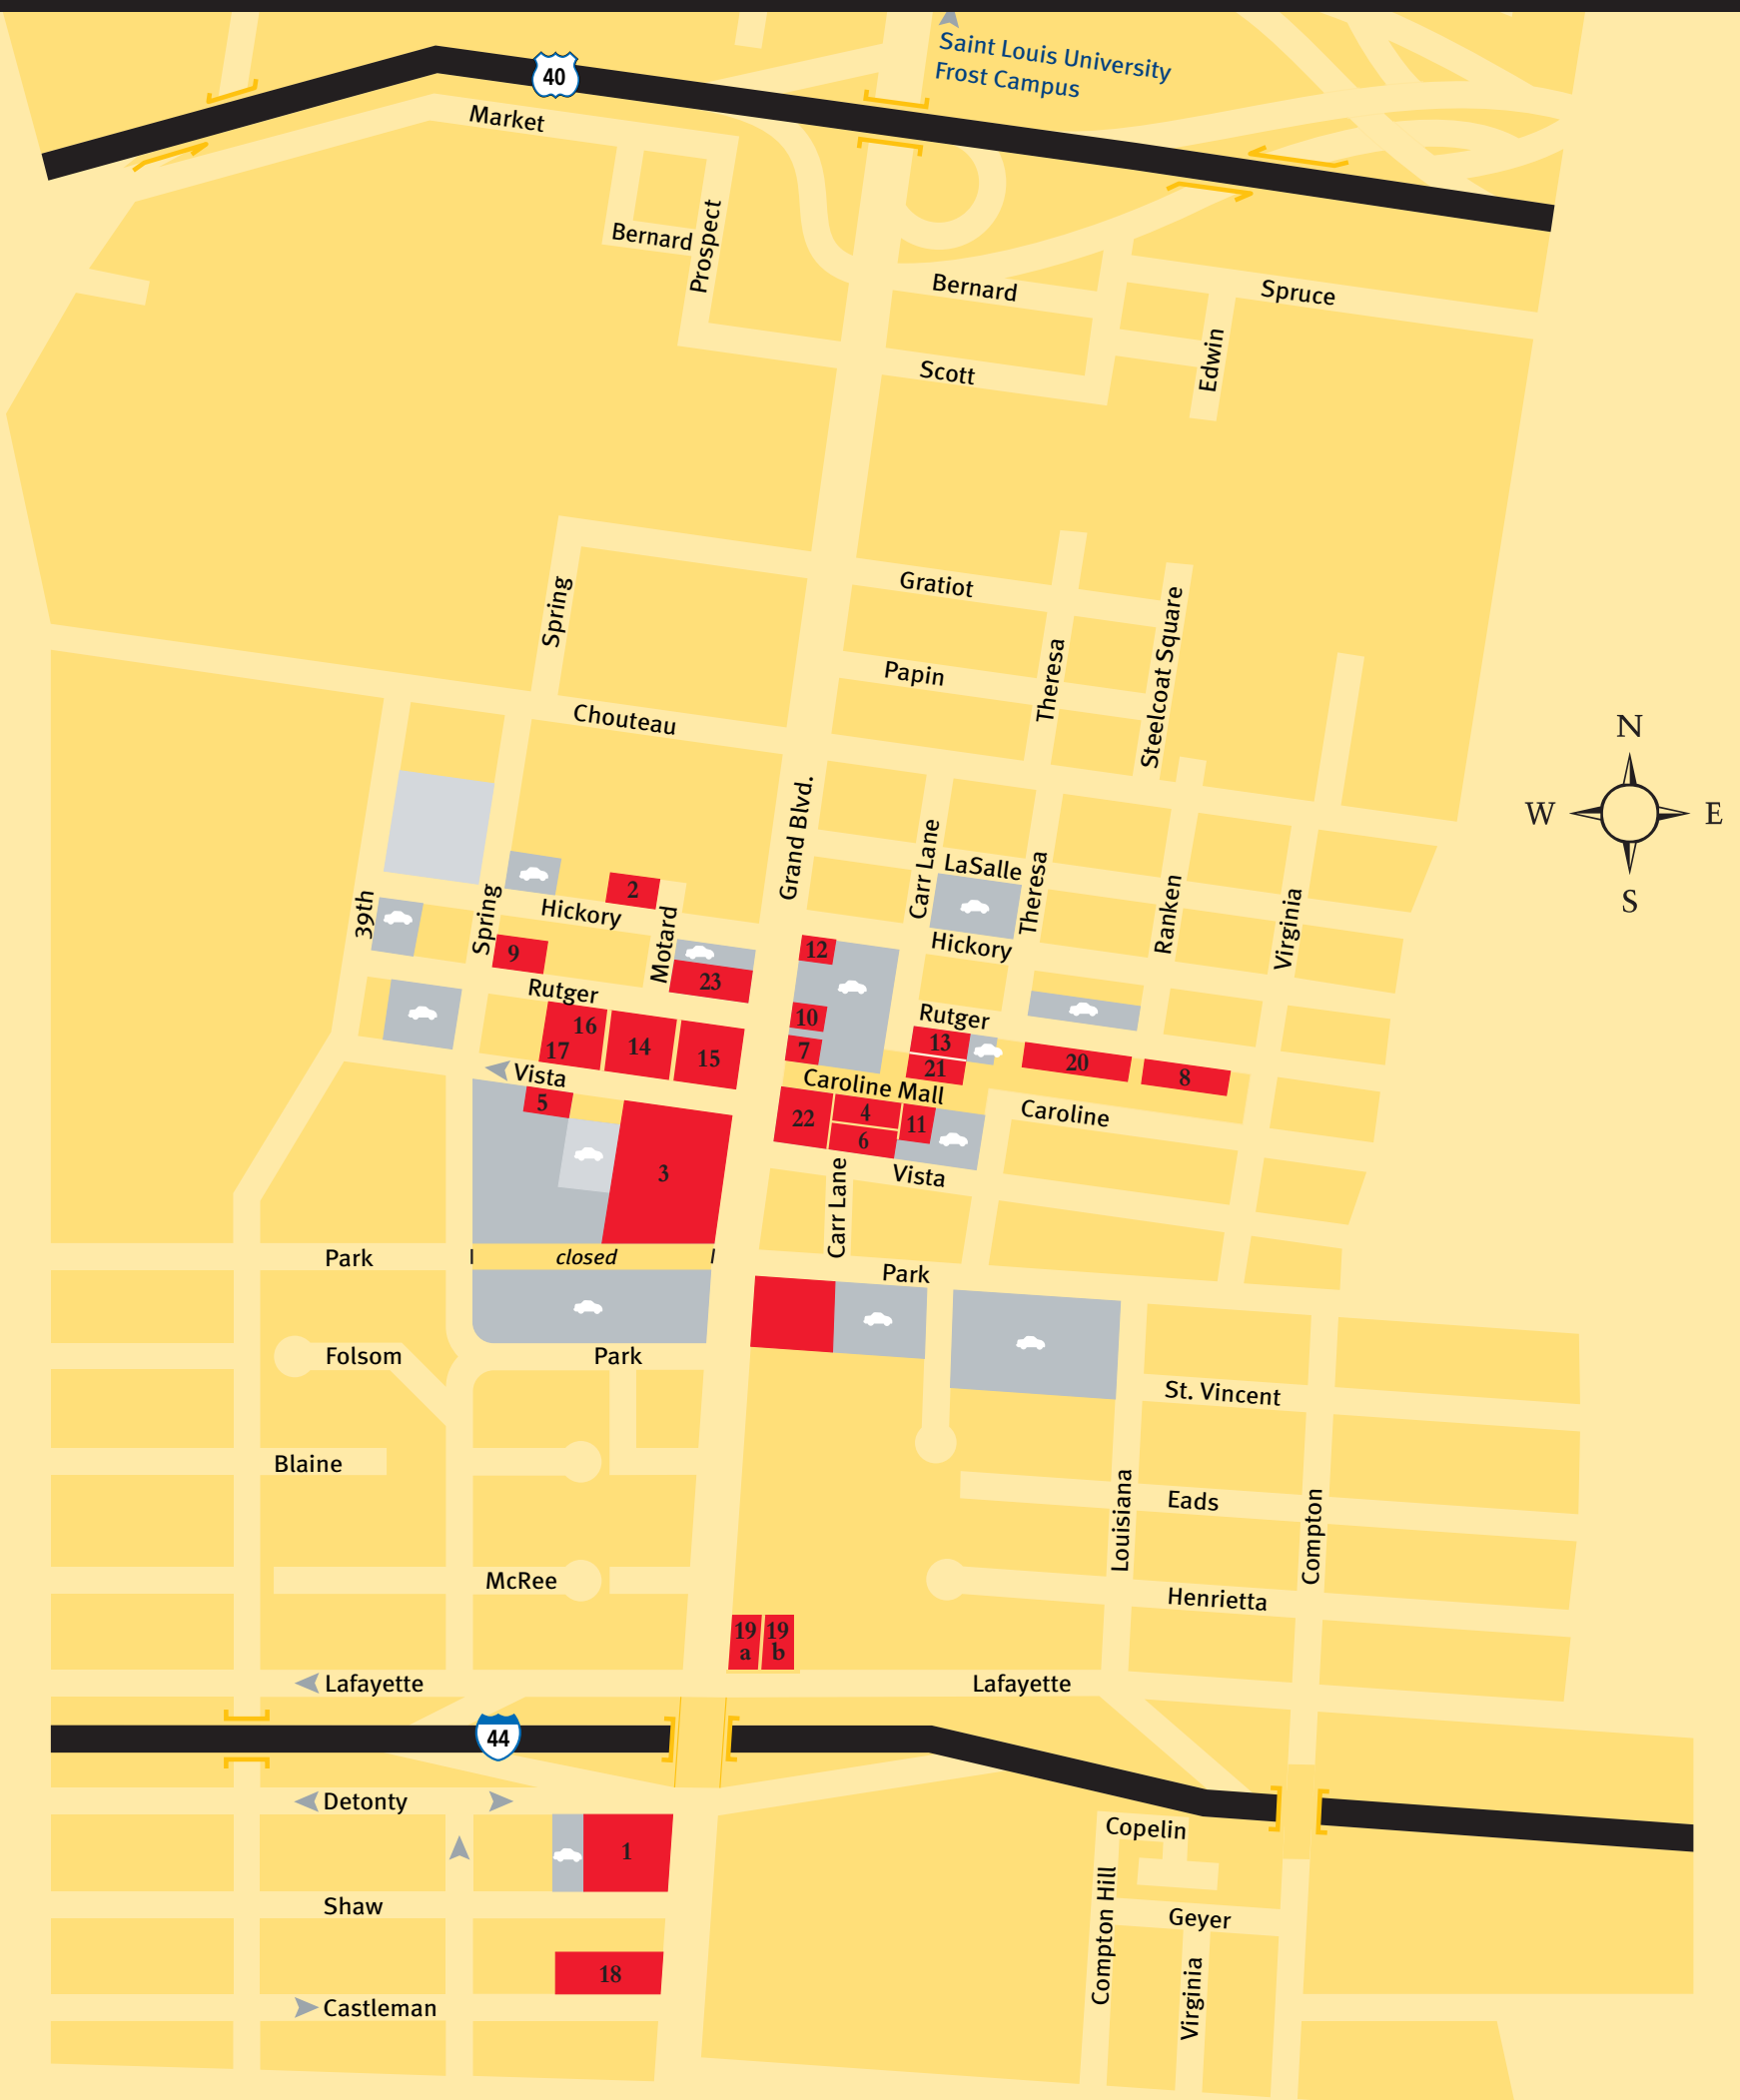 Saint Louis University
Frost Campus
40
Market
Bernard
Prospect
Bernard
Spruce
Scott
Edwin
Gratiot
Spring
Papin
Theresa
Steelcoat Square
Chouteau
N
W
E
S
Grand Blvd.
Carr Lane
LaSalle
Theresa
Ranken
Virginia
39th
Spring
2
Hickory
Motard
Hickory
9
12
23
Rutger
10
Rutger
16
17
14
15
7
13
21
20
8
Vista
Caroline Mall
Caroline
5
22
4
6
11
3
Carr Lane
Vista
Park
closed
Park
Folsom
Park
St. Vincent
Blaine
Eads
Louisiana
Compton
McRee
Henrietta
19
a
19
b
Lafayette
Lafayette
44
Detonty
Copelin
1
Compton Hill
Shaw
Geyer
18
Virginia
Castleman